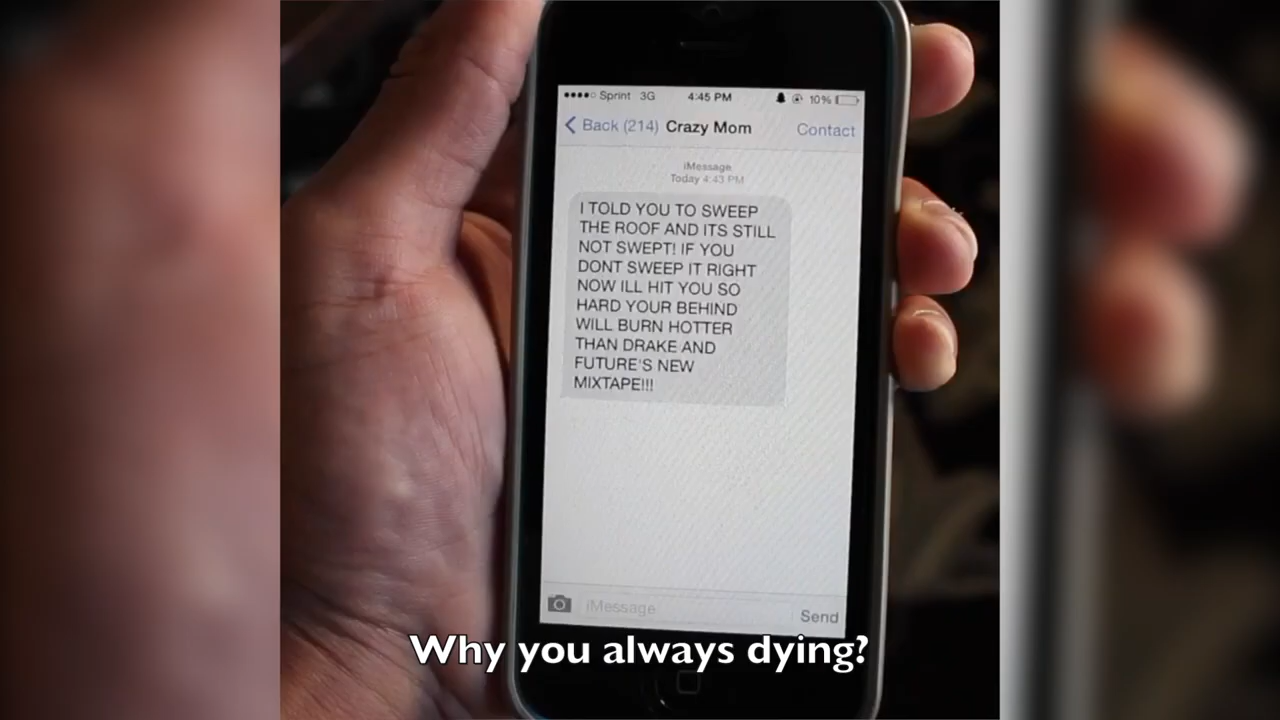 Sprint 3G 4:45 PM 10%
Back (214) Crazy Mom Contact
iMessage
Today 4:43 PM
I TOLD YOU TO SWEEP
THE ROOF AND ITS STILL
NOT SWEPT! IF YOU
DONT SWEEP IT RIGHT
NOW ILL HIT YOU SO
HARD YOUR BEHIND
WILL BURN HOTTER
THAN DRAKE AND
FUTURE'S NEW
MIXTAPE!!!
iMessage Send
Why you always dying?